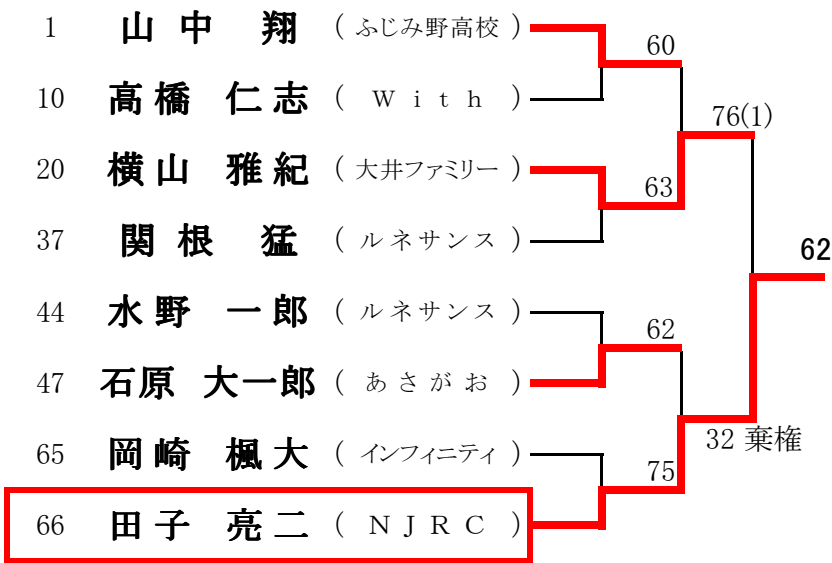 1 山中 翔 (ふじみ野高校)
60
10 高橋 仁志 (With)
76(1)
20 横山 雅紀 (大井ファミリー)
63
37 関根 猛 (ルネサンス)
62
44 水野 一郎 (ルネサンス)
62
47 石原 大一郎 (あさがお)
32 棄権
65 岡崎 楓大 (インフィニティ)
75
66 田子 亮二 (NJRC)